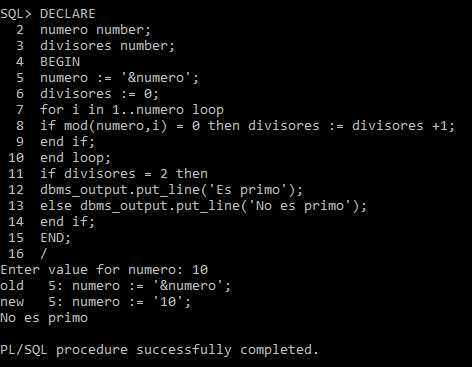 SQL> DECLARE
2 numero number;
3 divisores number;
4 BEGIN
5 numero := '&numero';
6 divisores := 0;
7 for i in 1..numero loop
8 if mod(numero,i) = 0 then divisores := divisores +1;
9 end if;
10 end loop;
11 if divisores = 2 then
12 dbms_output.put_line('Es primo');
13 else dbms_output.put_line('No es primo');
14 end if;
15 END;
16 /
Enter value for numero: 10
old 5: numero := '&numero';
new 5: numero := '10';
No es primo
PL/SQL procedure successfully completed.